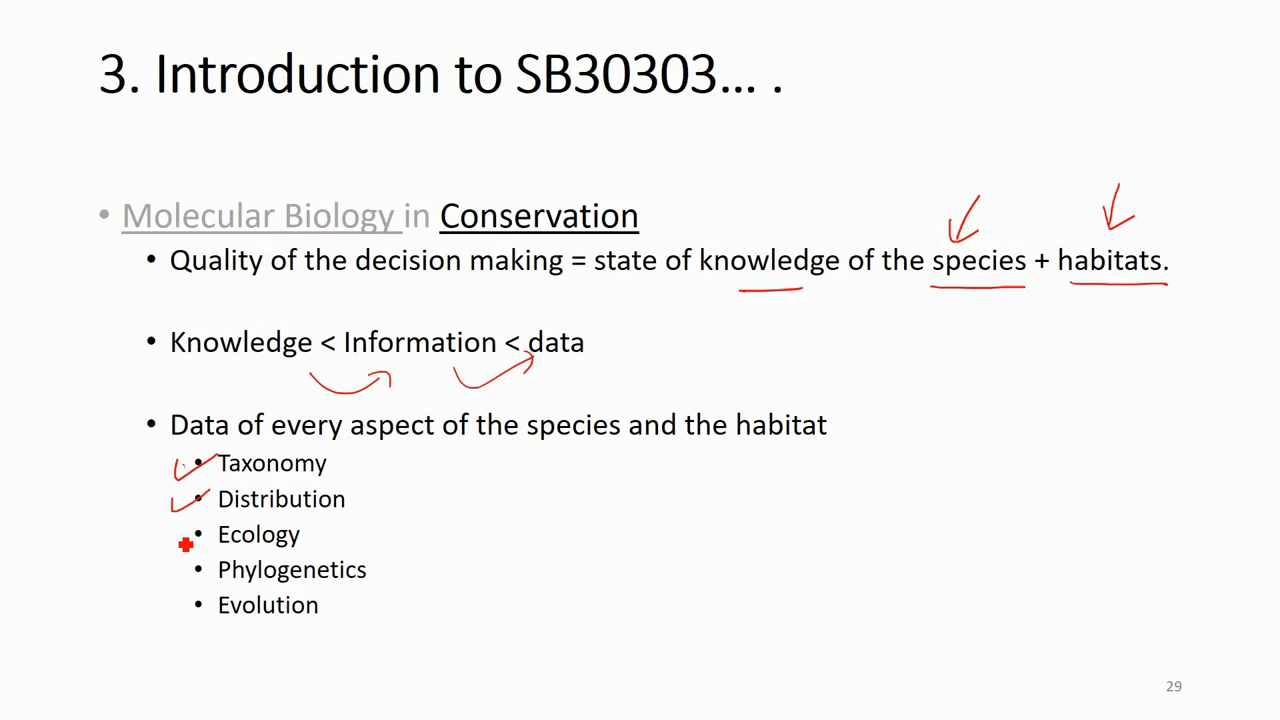 3. Introduction to SB30303... .
• Molecular Biology in Conservation
• Quality of the decision making = state of knowledge of the species + habitats.
• Knowledge < Information < data
• Data of every aspect of the species and the habitat
• Taxonomy
• Distribution
• Ecology
• Phylogenetics
• Evolution
29